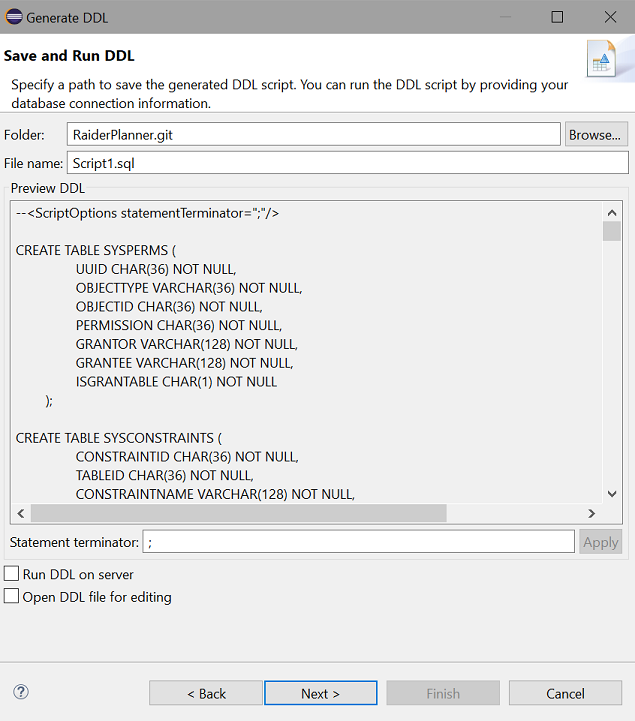 Generate DDL
Save and Run DDL
Specify a path to save the generated DDL script. You can run the DDL script by providing your
database connection information.
Folder: RaiderPlanner.git Browse...
File name: Script1.sql
Preview DDL
--<ScriptOptions statementTerminator=";"/>
CREATE TABLE SYSPERMS (
UUID CHAR(36) NOT NULL,
OBJECTTYPE VARCHAR(36) NOT NULL,
OBJECTID CHAR(36) NOT NULL,
PERMISSION CHAR(36) NOT NULL,
GRANTOR VARCHAR(128) NOT NULL,
GRANTEE VARCHAR(128) NOT NULL,
ISGRANTABLE CHAR(1) NOT NULL
);
CREATE TABLE SYSCONSTRAINTS (
CONSTRAINTID CHAR(36) NOT NULL,
TABLEID CHAR(36) NOT NULL,
CONSTRAINTNAME VARCHAR(128) NOT NULL,
Statement terminator: ; Apply
Run DDL on server
Open DDL file for editing
? < Back Next > Finish Cancel